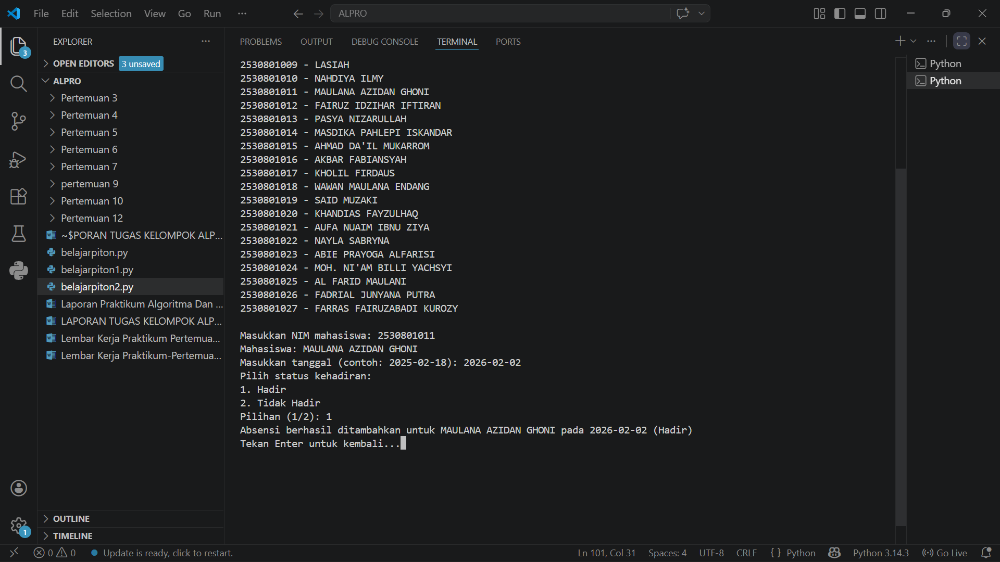 File Edit Selection View Go Run ···
ALPRO
EXPLORER ···
OPEN EDITORS 3 unsaved
ALPRO
Pertemuan 3
Pertemuan 4
Pertemuan 5
Pertemuan 6
Pertemuan 7
pertemuan 9
Pertemuan 10
Pertemuan 12
~$PORAN TUGAS KELOMPOK ALP...
belajarpiton.py
belajarpiton1.py
belajarpiton2.py
Laporan Praktikum Algoritma Dan ...
LAPORAN TUGAS KELOMPOK ALP...
Lembar Kerja Praktikum Pertemua...
Lembar Kerja Praktikum-Pertemua...
OUTLINE
TIMELINE
3
1
PROBLEMS OUTPUT DEBUG CONSOLE TERMINAL PORTS
2530801009 - LASIAH
2530801010 - NAHDIYA ILMY
2530801011 - MAULANA AZIDAN GHONI
2530801012 - FAIRUZ IDZIHAR IFTIRAN
2530801013 - PASYA NIZARULLAH
2530801014 - MASDIKA PAHLEPI ISKANDAR
2530801015 - AHMAD DA'IL MUKARROM
2530801016 - AKBAR FABIANSYAH
2530801017 - KHOLIL FIRDAUS
2530801018 - WAWAN MAULANA ENDANG
2530801019 - SAID MUZAKI
2530801020 - KHANDIAS FAYZULHAQ
2530801021 - AUFA NUAIM IBNU ZIYA
2530801022 - NAYLA SABRYNA
2530801023 - ABIE PRAYOGA ALFARISI
2530801024 - MOH. NI'AM BILLI YACHSYI
2530801025 - AL FARID MAULANI
2530801026 - FADRIAL JUNYANA PUTRA
2530801027 - FARRAS FAIRUZABADI KUROZY
Masukkan NIM mahasiswa: 2530801011
Mahasiswa: MAULANA AZIDAN GHONI
Masukkan tanggal (contoh: 2025-02-18): 2026-02-02
Pilih status kehadiran:
1. Hadir
2. Tidak Hadir
Pilihan (1/2): 1
Absensi berhasil ditambahkan untuk MAULANA AZIDAN GHONI pada 2026-02-02 (Hadir)
Tekan Enter untuk kembali...
Python
Python
0 0 Update is ready, click to restart. Ln 101, Col 31 Spaces: 4 UTF-8 CRLF { } Python Python 3.14.3 Go Live